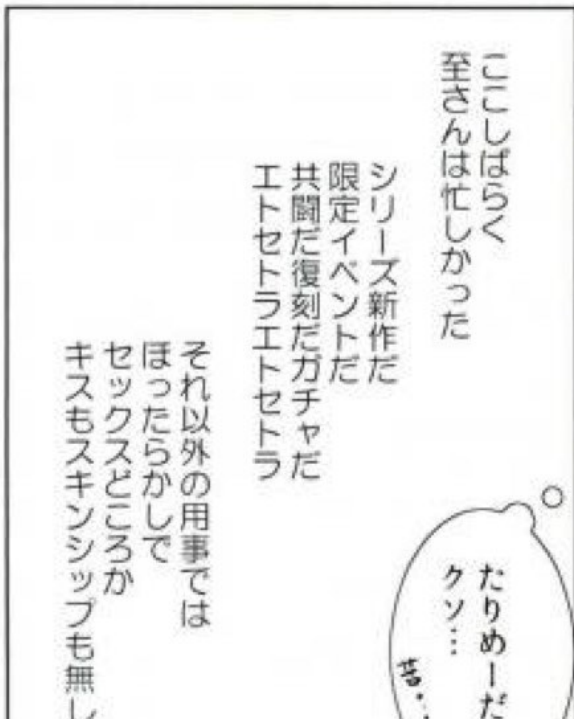 ここしばらく
至さんは忙しかった
シリーズ新作だ
限定イベントだ
共闘だ復刻だガチャだ
エトセトラエトセトラ
それ以外の用事では
ほったらかしで
セックスどころか
キスもスキンシップも無し
たりめーだ
クソ…